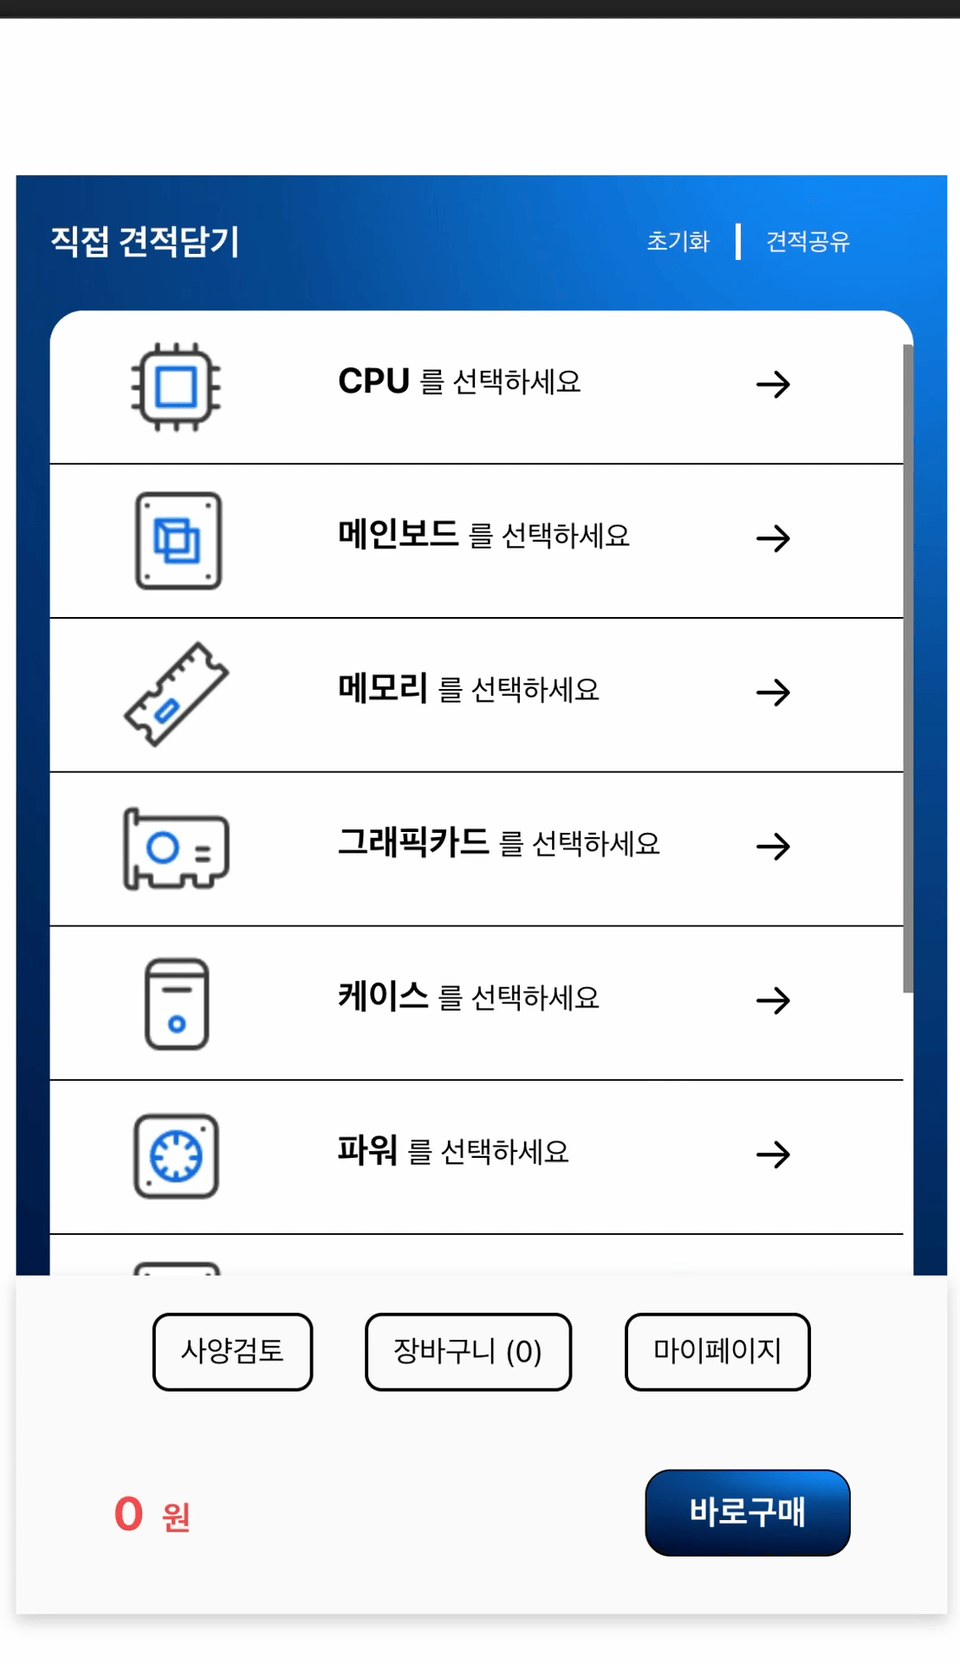 직접 견적담기
초기화 | 견적공유
CPU 를 선택하세요
메인보드 를 선택하세요
메모리 를 선택하세요
그래픽카드 를 선택하세요
케이스 를 선택하세요
파워 를 선택하세요
사양검토
장바구니 (0)
마이페이지
0 원
바로구매